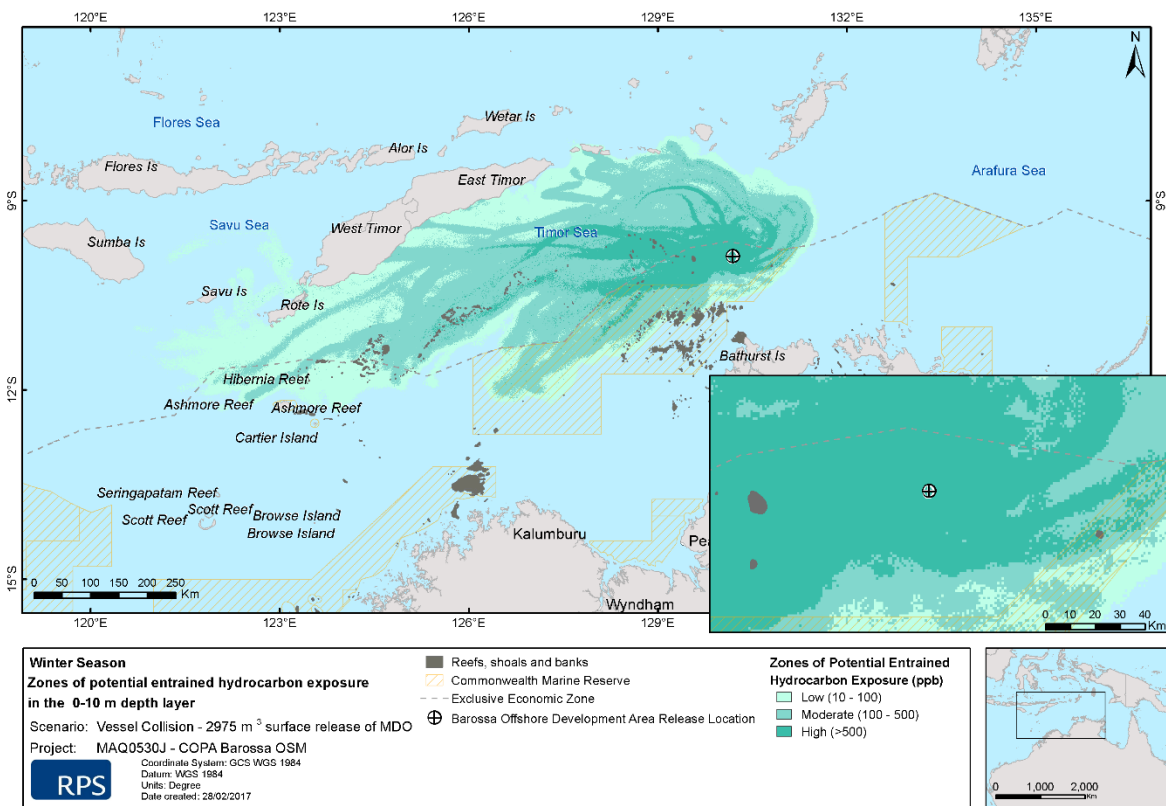 120°E 123°E 126°E 129°E 132°E 135°E
N
Wetar Is
Flores Sea
Alor Is
Flores Is
East Timor
Arafura Sea
9°S 9°S
Savu Sea
West Timor
Timor Sea
Sumba Is
Savu Is
Rote Is
Bathurst Is
Hibernia Reef
12°S
Ashmore Reef Ashmore Reef
Cartier Island
Seringapatam Reef
Scott Reef
Scott Reef
Browse Island
Browse Island
Kalumburu
Pea
15°S
0 50 100 150 200 250
Km
Wyndham
0 10 20 30 40
Km
120°E 123°E 126°E 129°E
Winter Season
Zones of potential entrained hydrocarbon exposure
in the 0-10 m depth layer
Scenario: Vessel Collision - 2975 m³ surface release of MDO
Project: MAQ0530J - COPA Barossa OSM
RPS
Coordinate System: GCS WGS 1984
Datum: WGS 1984
Units: Degree
Date created: 28/02/2017
Reefs, shoals and banks
Commonwealth Marine Reserve
Exclusive Economic Zone
Barossa Offshore Development Area Release Location
Zones of Potential Entrained
Hydrocarbon Exposure (ppb)
Low (10 - 100)
Moderate (100 - 500)
High (>500)
0 1,000 2,000
Km